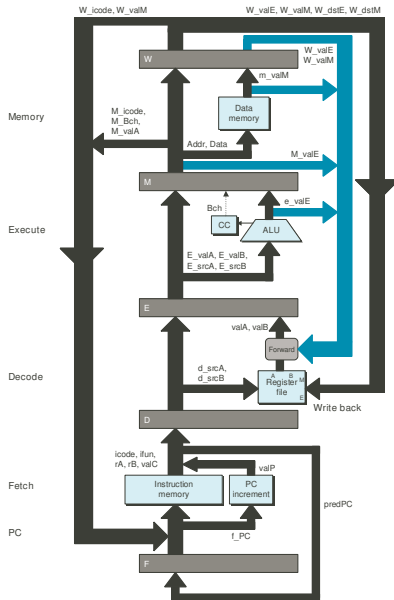 W_icode, W_valM
W_valE, W_valM, W_dstE, W_dstM
W
W_valE
W_valM
m_valM
Data
memory
Memory
M_icode,
M_Bch,
M_valA
Addr, Data
M_valE
M
Bch
e_valE
CC
ALU
Execute
E_valA, E_valB,
E_srcA, E_srcB
E
valA, valB
Forward
d_srcA,
d_srcB
A
B
M
Register
file
E
Decode
Write back
D
icode, ifun,
rA, rB, valC
valP
Fetch
Instruction
memory
PC
increment
predPC
PC
f_PC
F